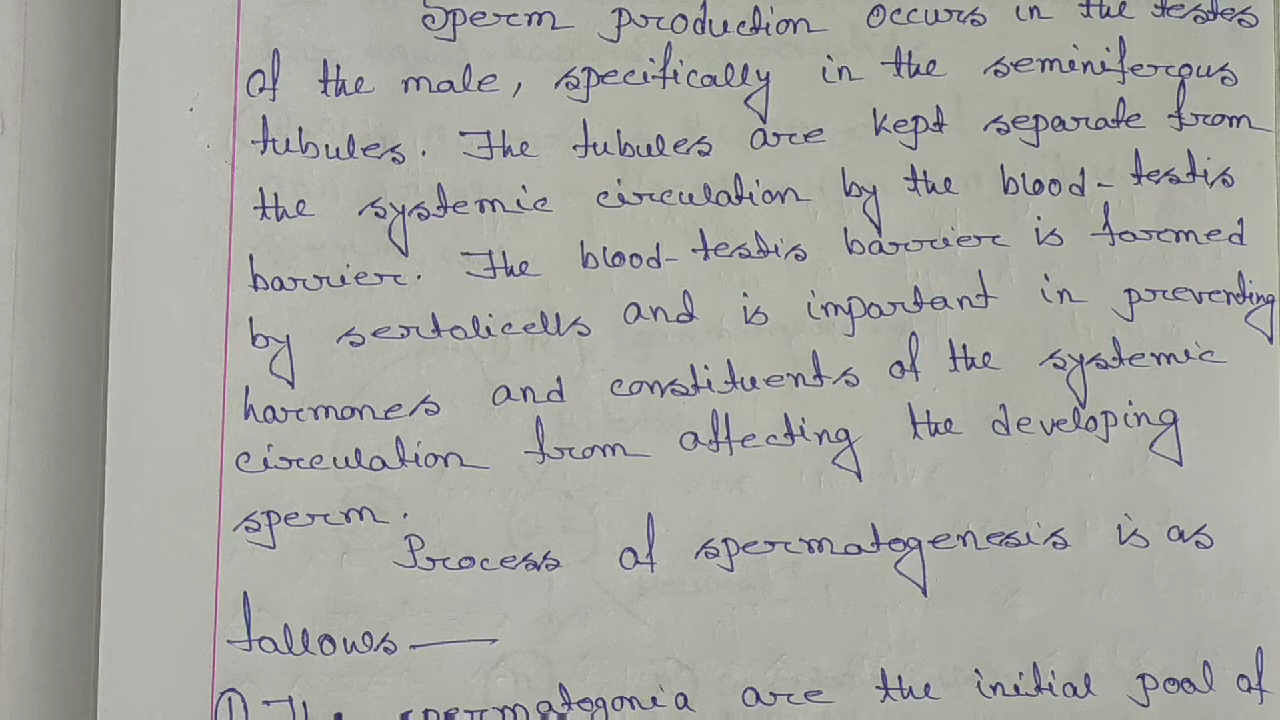 Sperm production occurs in the testes
of the male, specifically in the seminiferous
tubules. The tubules are kept separate from
the systemic circulation by the blood-testis
barrier. The blood-testis barrier is formed
by sertolicells and is important in preventing
hormones and constituents of the systemic
circulation from affecting the developing
sperm.
Process of spermatogenesis is as
follows —
1) The spermatogonia are the initial pool of